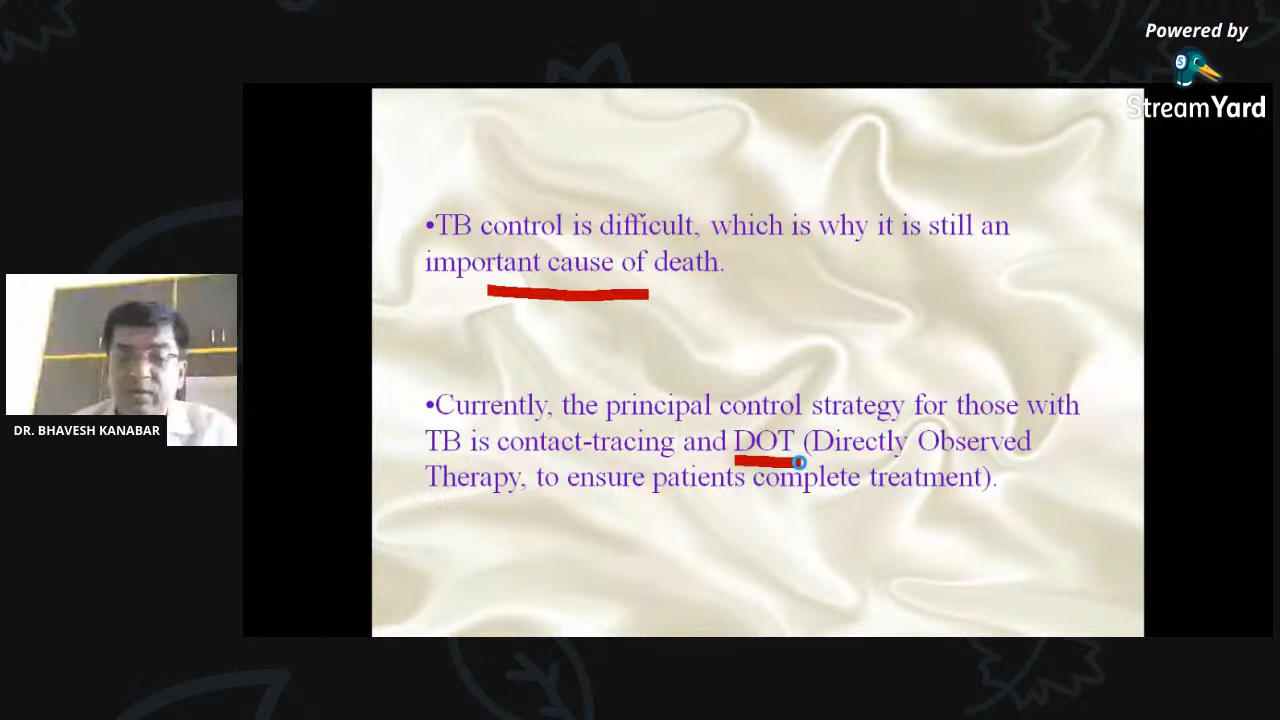 Powered by
StreamYard
•TB control is difficult, which is why it is still an
important cause of death.
•Currently, the principal control strategy for those with
TB is contact-tracing and DOT (Directly Observed
Therapy, to ensure patients complete treatment).
DR. BHAVESH KANABAR